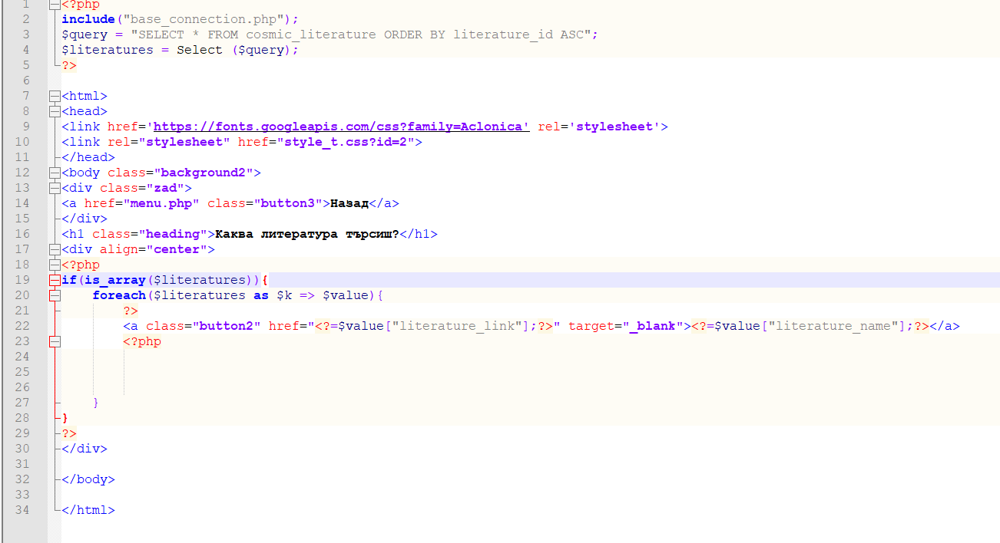 1 <?php
2 include("base_connection.php");
3 $query = "SELECT * FROM cosmic_literature ORDER BY literature_id ASC";
4 $literatures = Select ($query);
5 ?>
6
7 <html>
8 <head>
9 <link href='https://fonts.googleapis.com/css?family=Aclonica' rel='stylesheet'>
10 <link rel="stylesheet" href="style_t.css?id=2">
11 </head>
12 <body class="background2">
13 <div class="zad">
14 <a href="menu.php" class="button3">Назад</a>
15 </div>
16 <h1 class="heading">Каква литература търсиш?</h1>
17 <div align="center">
18 <?php
19 if(is_array($literatures)){
20 foreach($literatures as $k => $value){
21 ?>
22 <a class="button2" href="<?=$value["literature_link"];?>" target="_blank"><?=$value["literature_name"];?></a>
23 <?php
24
25
26
27 }
28 }
29 ?>
30 </div>
31
32 </body>
33
34 </html>